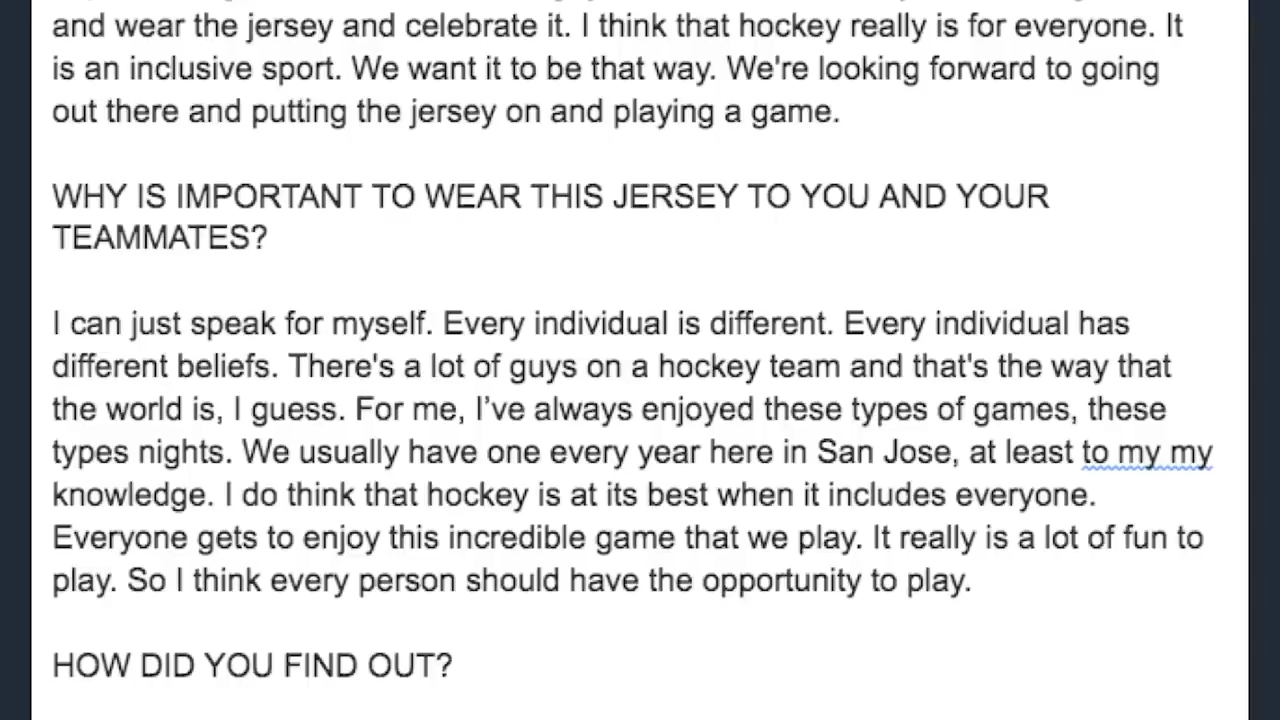 and wear the jersey and celebrate it. I think that hockey really is for everyone. It
is an inclusive sport. We want it to be that way. We're looking forward to going
out there and putting the jersey on and playing a game.
WHY IS IMPORTANT TO WEAR THIS JERSEY TO YOU AND YOUR
TEAMMATES?
I can just speak for myself. Every individual is different. Every individual has
different beliefs. There's a lot of guys on a hockey team and that's the way that
the world is, I guess. For me, I’ve always enjoyed these types of games, these
types nights. We usually have one every year here in San Jose, at least to my my
knowledge. I do think that hockey is at its best when it includes everyone.
Everyone gets to enjoy this incredible game that we play. It really is a lot of fun to
play. So I think every person should have the opportunity to play.
HOW DID YOU FIND OUT?